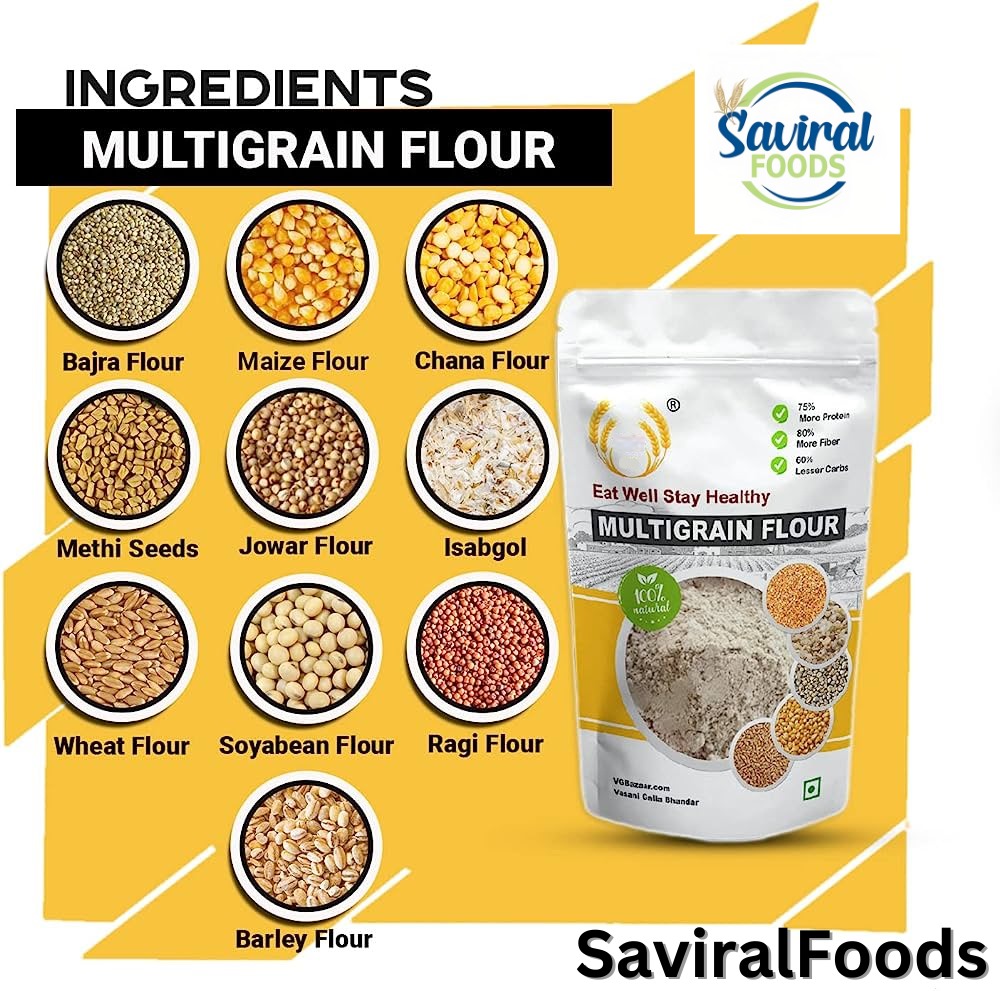 INGREDIENTS
MULTIGRAIN FLOUR
Saviral
FOODS
Bajra Flour
Maize Flour
Chana Flour
Methi Seeds
Jowar Flour
Isabgol
Wheat Flour
Soyabean Flour
Ragi Flour
Barley Flour
®
75%
More Protein
80%
More Fiber
60%
Lesser Carbs
Eat Well Stay Healthy
MULTIGRAIN FLOUR
100%
natural
VGBazaar.com
Vasani Galla Bhandar
SaviralFoods